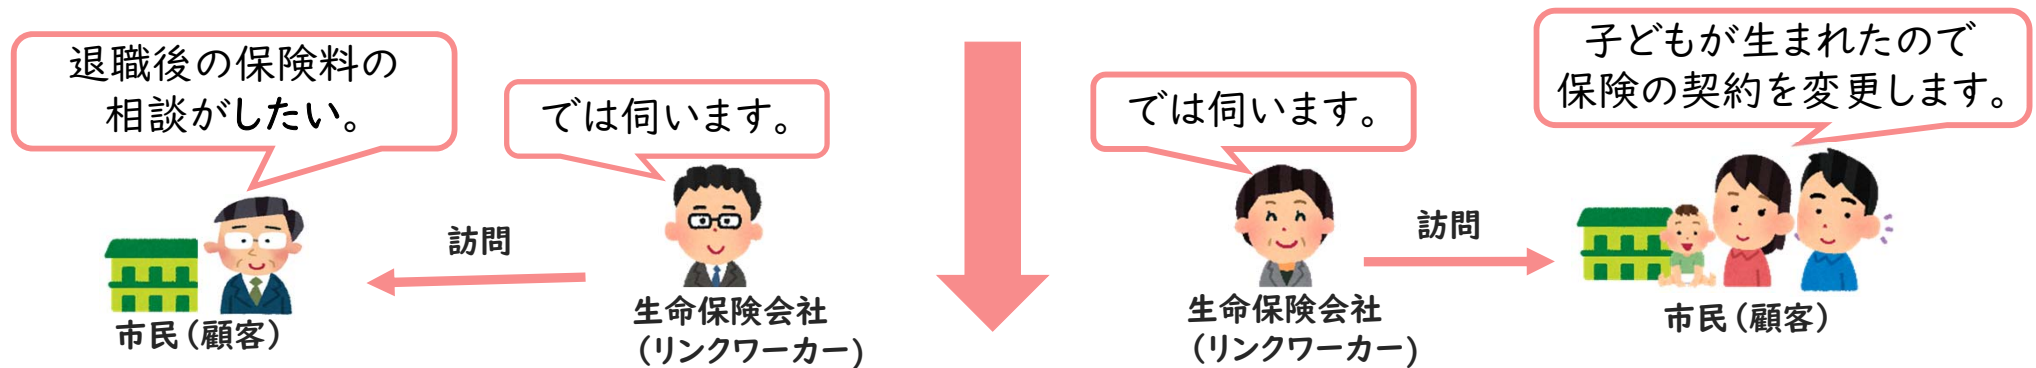 退職後の保険料の
相談がしたい。
では伺います。
訪問
市民（顧客）
生命保険会社
（リンクワーカー）
では伺います。
子どもが生まれたので
保険の契約を変更します。
訪問
生命保険会社
（リンクワーカー）
市民（顧客）